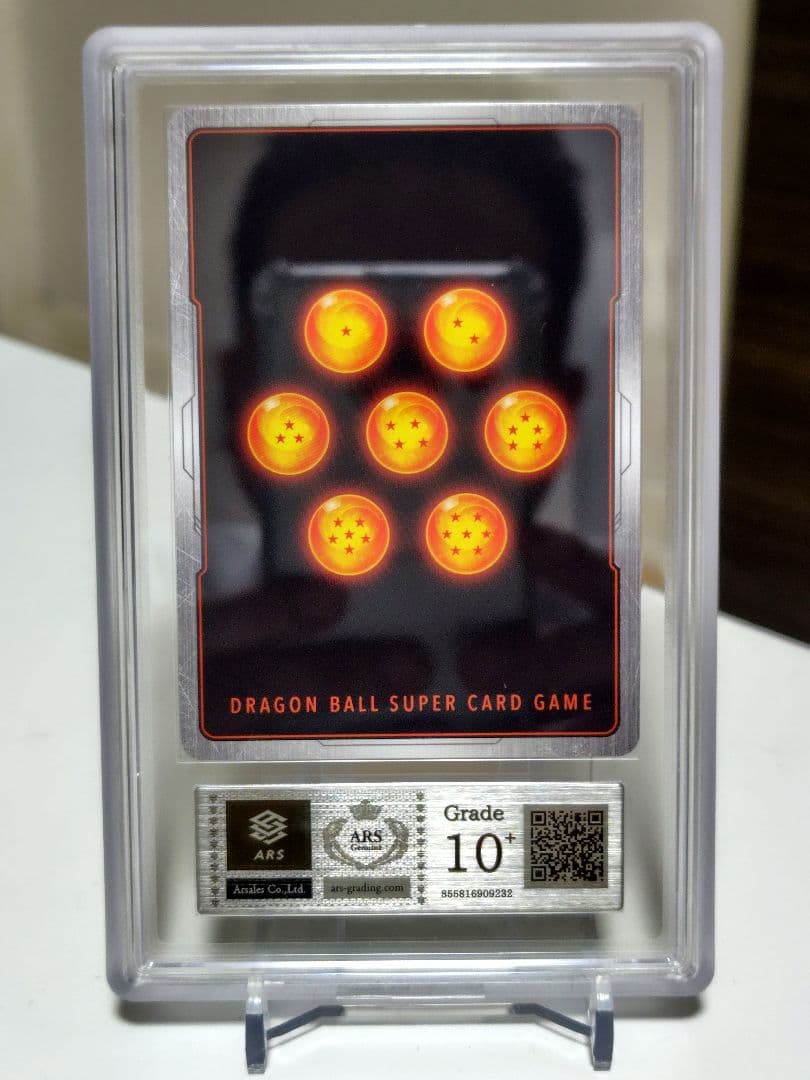 DRAGON BALL SUPER CARD GAME
ARS
Arsales Co.,Ltd.
ARS
Genuine
ars-grading.com
Grade
10+
855816909232